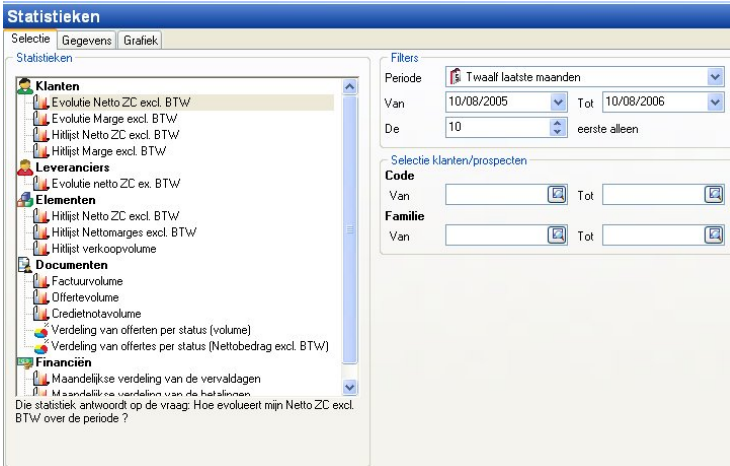 Statistieken
Selectie Gegevens Grafiek
Statistieken
Klanten
Evolutie Netto ZC excl. BTW
Evolutie Marge excl. BTW
Hitlijst Netto ZC excl. BTW
Hitlijst Marge excl. BTW
Leveranciers
Evolutie netto ZC ex. BTW
Elementen
Hitlijst Netto ZC excl. BTW
Hitlijst Nettomarges excl. BTW
Hitlijst verkoopvolume
Documenten
Factuurvolume
Offertevolume
Credietnotavolume
Verdeling van offerten per status (volume)
Verdeling van offertes per status (Nettobedrag excl. BTW)
Financiën
Maandelijkse verdeling van de vervaldagen
Maandelijkse verdeling van de betalingen
Die statistiek antwoordt op de vraag: Hoe evolueert mijn Netto ZC excl.
BTW over de periode ?
Filters
Periode Twaalf laatste maanden
Van 10/08/2005 Tot 10/08/2006
De 10 eerste alleen
Selectie klanten/prospecten
Code
Van Tot
Familie
Van Tot